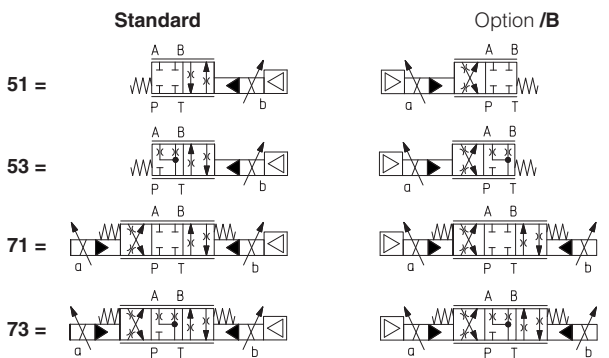 Standard Option /B
A B A B
51 =
P T b a P T
A B A B
53 =
P T b a P T
A B A B
71 =
a P T b a P T b
A B A B
73 =
a P T b a P T b